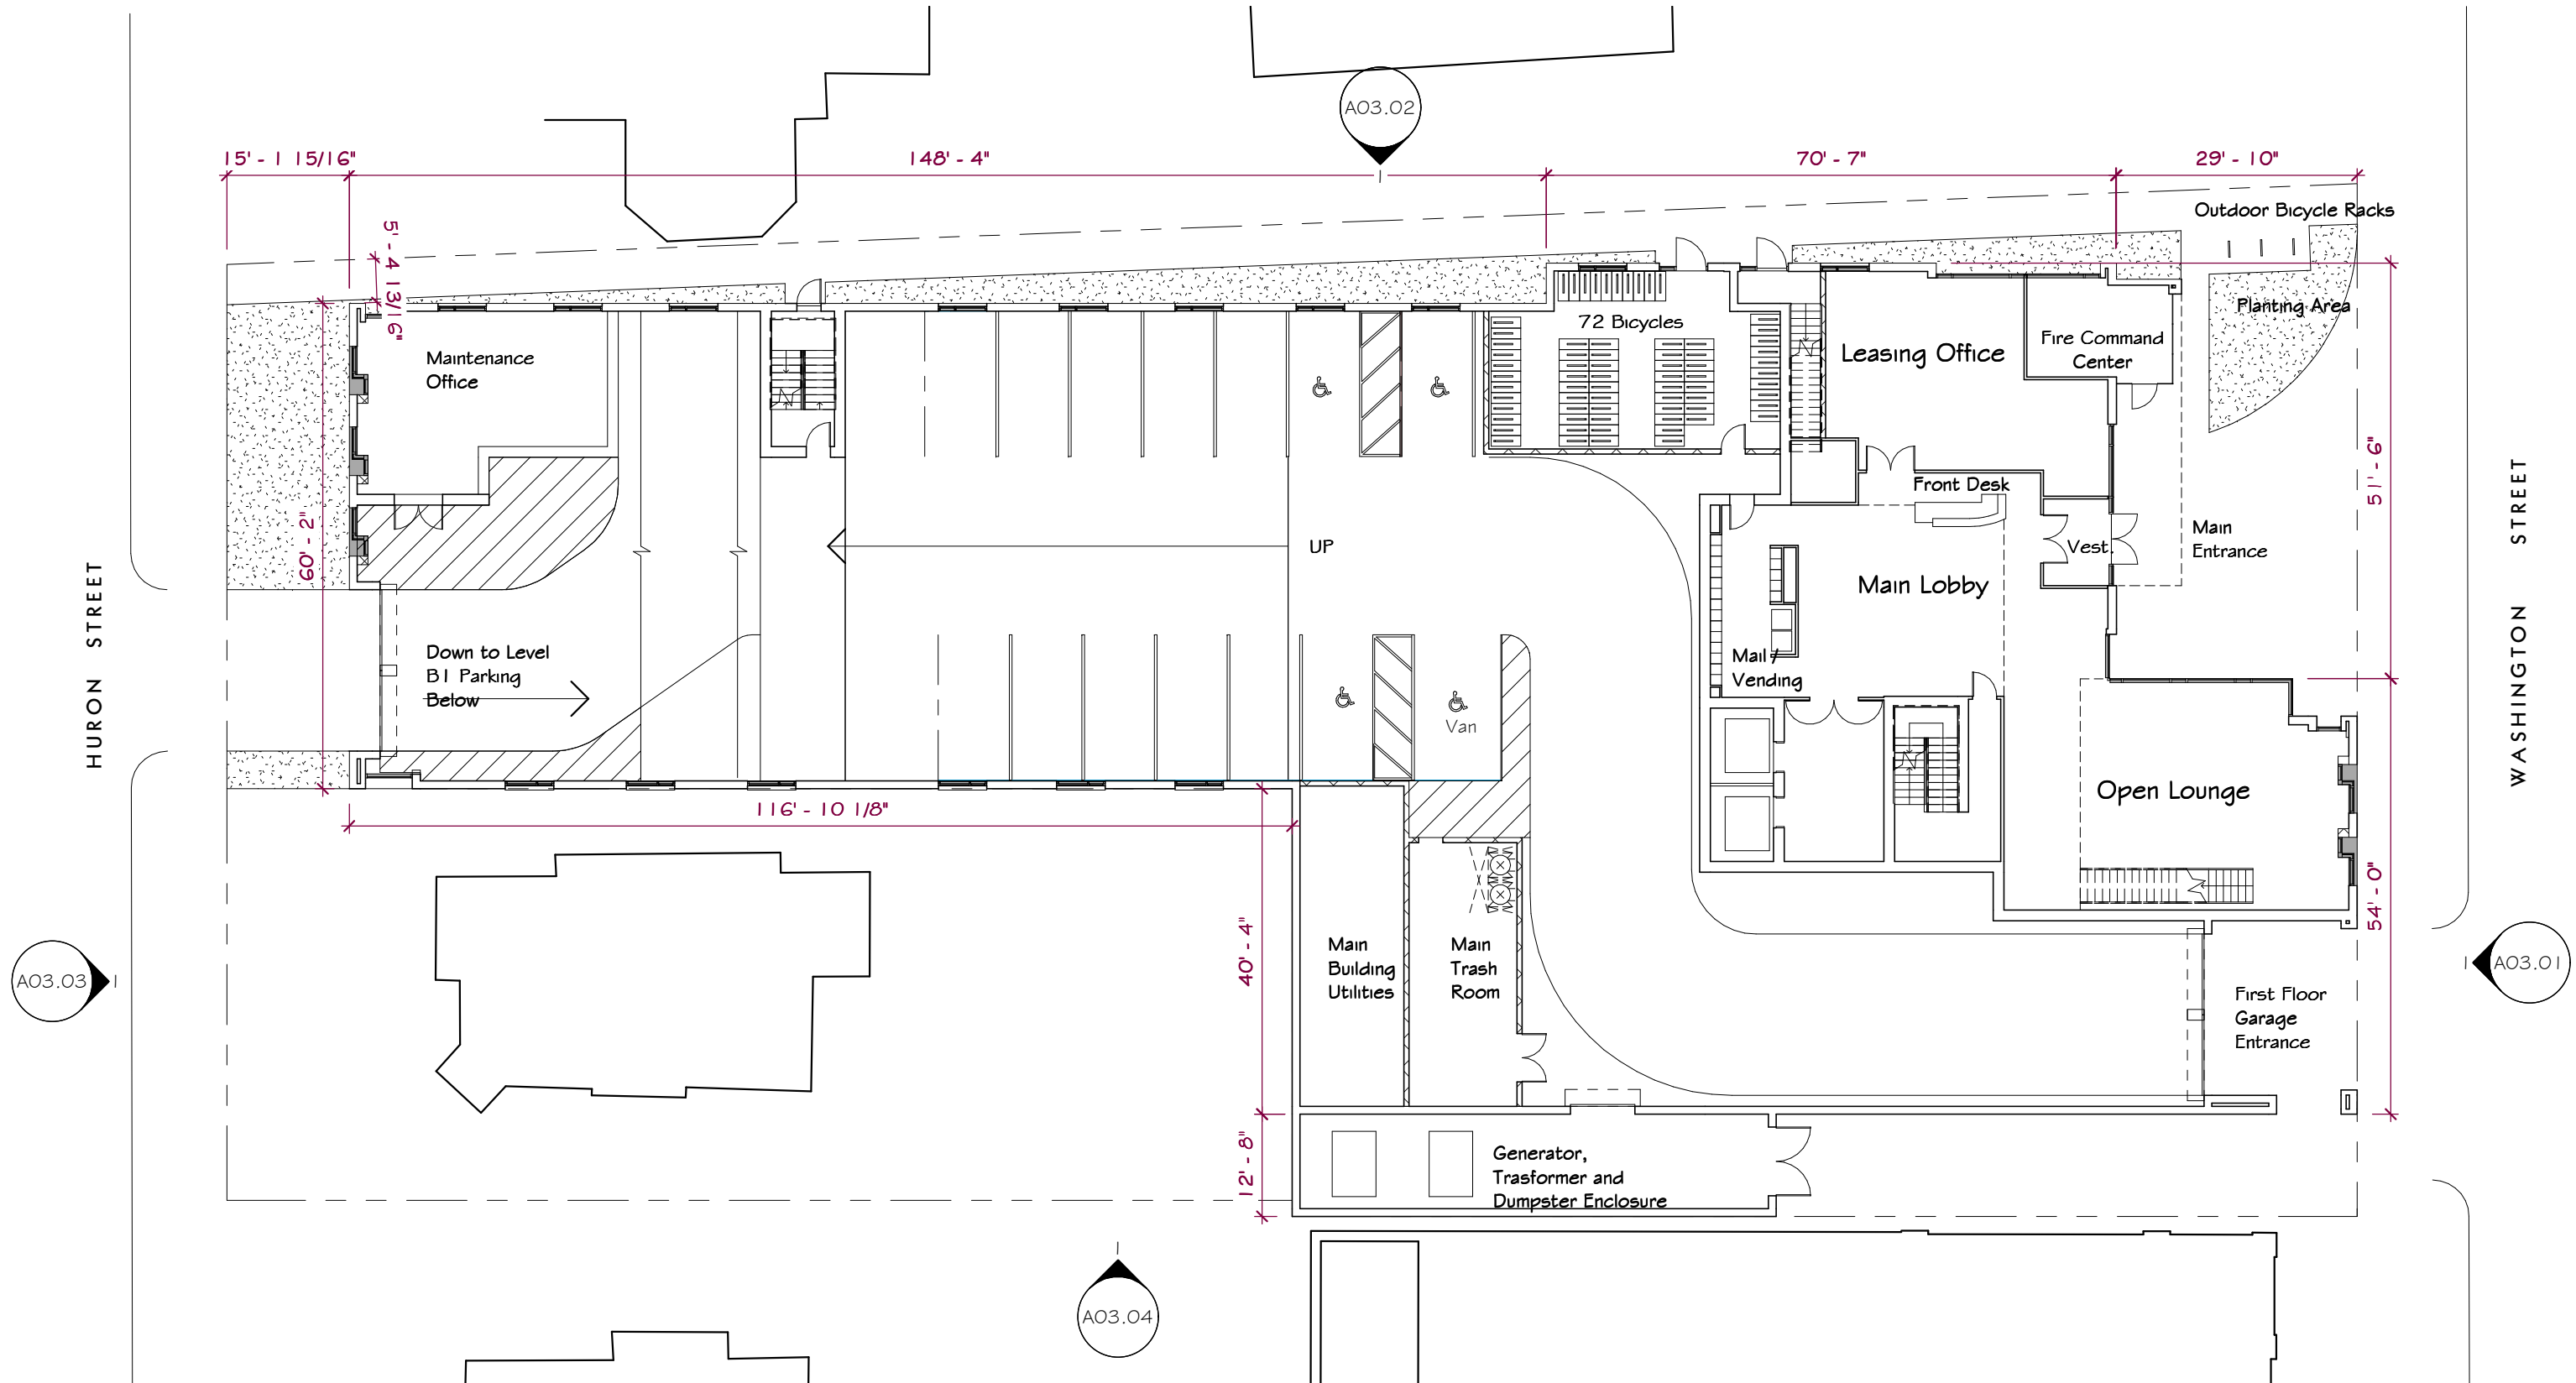 A03.02
15' - 1 15/16"
148' - 4"
70' - 7"
29' - 10"
5' - 4 13/16"
Outdoor Bicycle Racks
Planting Area
72 Bicycles
Leasing Office
Fire Command
Center
Maintenance
Office
51' - 6"
60' - 2"
Front Desk
UP
Vest.
Main
Entrance
Main Lobby
HURON STREET
WASHINGTON STREET
Down to Level
B1 Parking
Below
Mail /
Vending
Van
Open Lounge
116' - 10 1/8"
54' - 0"
40' - 4"
Main
Building
Utilities
Main
Trash
Room
A03.03
1
1
A03.01
First Floor
Garage
Entrance
12' - 8"
Generator,
Trasformer and
Dumpster Enclosure
1
A03.04
1